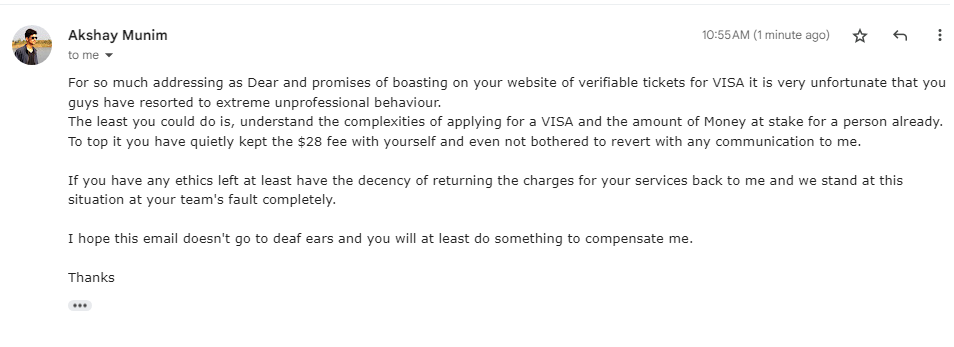 Akshay Munim
10:55 AM (1 minute ago)
to me
For so much addressing as Dear and promises of boasting on your website of verifiable tickets for VISA it is very unfortunate that you
guys have resorted to extreme unprofessional behaviour.
The least you could do is, understand the complexities of applying for a VISA and the amount of Money at stake for a person already.
To top it you have quietly kept the $28 fee with yourself and even not bothered to revert with any communication to me.
If you have any ethics left at least have the decency of returning the charges for your services back to me and we stand at this
situation at your team's fault completely.
I hope this email doesn't go to deaf ears and you will at least do something to compensate me.
Thanks